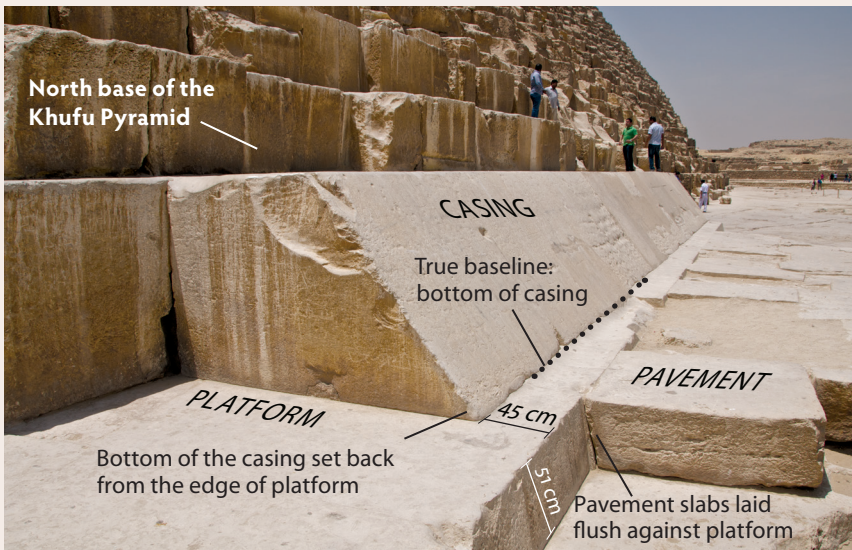 North base of the
Khufu Pyramid
CASING
True baseline:
bottom of casing
PAVEMENT
PLATFORM
45 cm
Bottom of the casing set back
from the edge of platform
51 cm
Pavement slabs laid
flush against platform